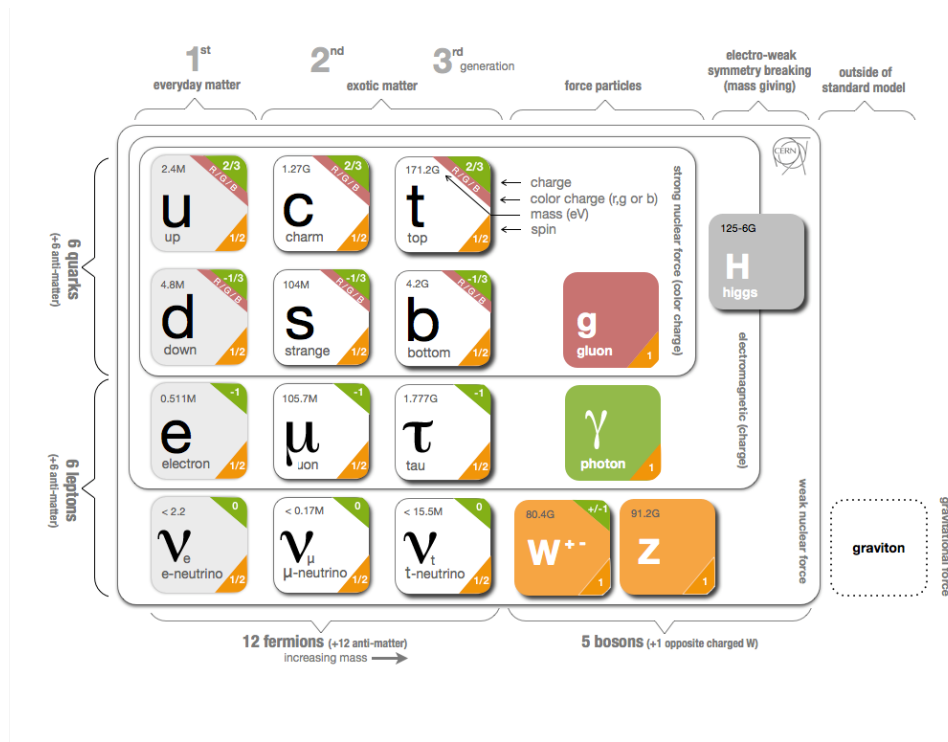 1st
2nd
3rd generation
everyday matter
exotic matter
force particles
electro-weak
symmetry breaking
(mass giving)
outside of
standard model
CERN
6 quarks
(+6 anti-matter)
6 leptons
(+6 anti-matter)
2.4M
2/3
R/G/B
u
up
1/2
1.27G
2/3
R/G/B
c
charm
1/2
171.2G
2/3
R/G/B
t
top
1/2
charge
color charge (r,g or b)
mass (eV)
spin
strong nuclear force (color charge)
125-6G
H
higgs
4.8M
-1/3
R/G/B
d
down
1/2
104M
-1/3
R/G/B
s
strange
1/2
4.2G
-1/3
R/G/B
b
bottom
1/2
g
gluon
1
electromagnetic (charge)
0.511M
-1
e
electron
1/2
105.7M
-1
μ
uon
1/2
1.777G
-1
τ
tau
1/2
γ
photon
1
weak nuclear force
< 2.2
0
νe
e-neutrino
1/2
< 0.17M
0
νμ
μ-neutrino
1/2
< 15.5M
0
νt
t-neutrino
1/2
80.4G
+/-1
W+-
1
91.2G
Z
1
graviton
gravitational force
12 fermions (+12 anti-matter)
increasing mass
5 bosons (+1 opposite charged W)